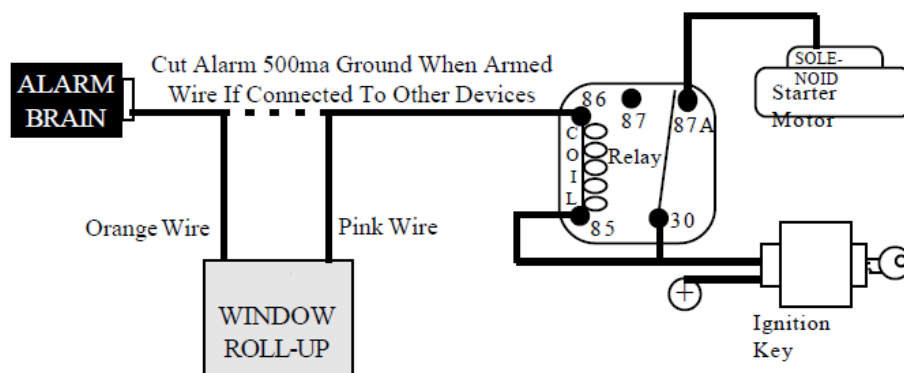 Cut Alarm 500ma Ground When Armed
Wire If Connected To Other Devices
ALARM
BRAIN
SOLE-
NOID
Starter
Motor
86
87
87A
COIL
Relay
85
30
Orange Wire
Pink Wire
+
WINDOW
ROLL-UP
Ignition
Key